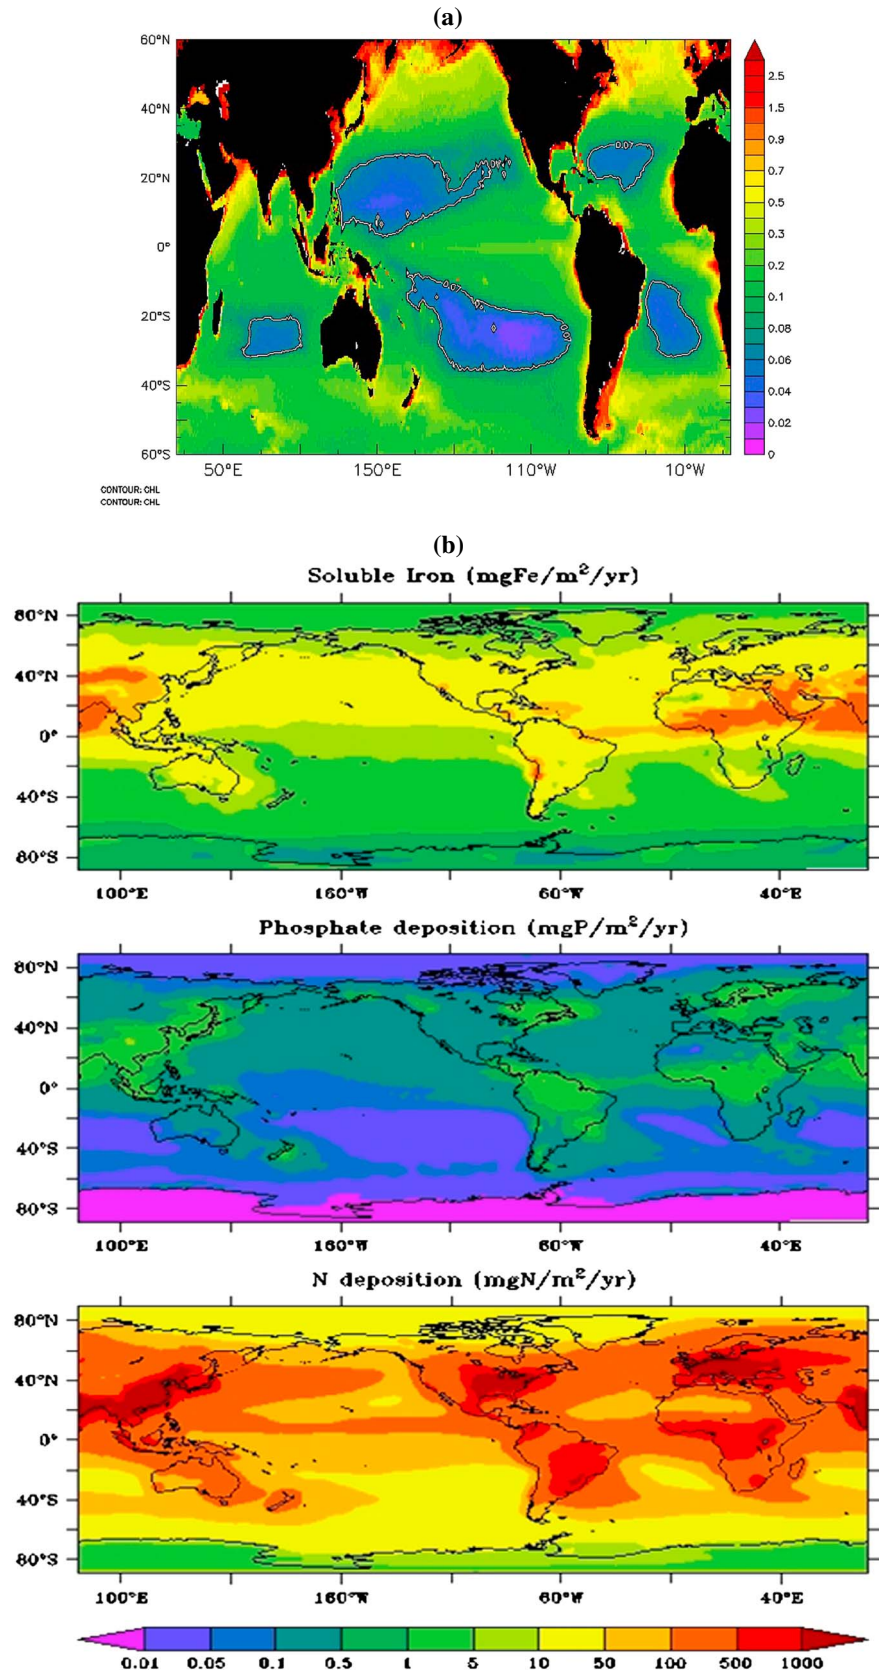 (a)
60°N
40°N
20°N
0°
20°S
40°S
60°S
50°E 150°E 110°W 10°W
0.07
0.07
0.07
0.07
2.5
1.5
0.9
0.7
0.5
0.3
0.2
0.1
0.08
0.06
0.04
0.02
0
CONTOUR: CHL
CONTOUR: CHL
(b)
Soluble Iron (mgFe/m²/yr)
80°N
40°N
0°
40°S
80°S
100°E 160°W 60°W 40°E
Phosphate deposition (mgP/m²/yr)
80°N
40°N
0°
40°S
80°S
100°E 160°W 60°W 40°E
N deposition (mgN/m²/yr)
80°N
40°N
0°
40°S
80°S
100°E 160°W 60°W 40°E
0.01 0.05 0.1 0.5 1 5 10 50 100 500 1000